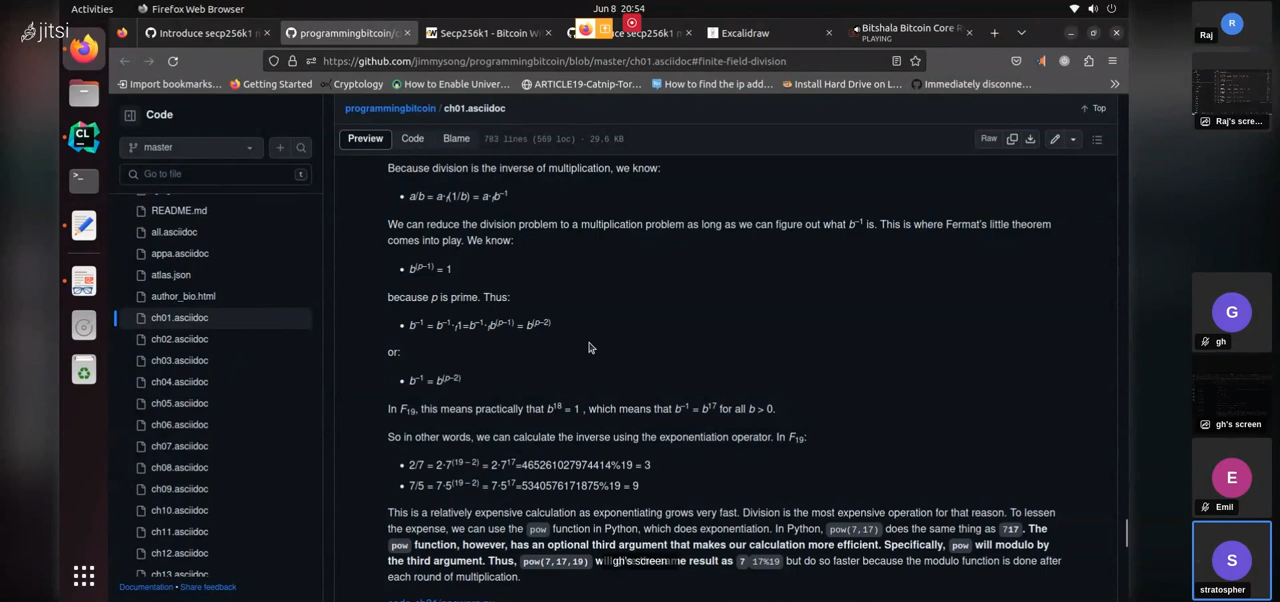 Activities
Firefox Web Browser
Jun 8 20:54
jitsi
Introduce secp256k1 n
programmingbitcoin/c
Secp256k1 - Bitcoin W
ce secp256k1 n
Excalidraw
Bitshala Bitcoin Core R
PLAYING
https://github.com/jimmysong/programmingbitcoin/blob/master/ch01.asciidoc#finite-field-division
Import bookmarks...
Getting Started
Cryptology
How to Enable Univer...
ARTICLE19-Catnip-Tor...
How to find the ip add...
Install Hard Drive on L...
Immediately disconne...
Code
master
Go to file
t
README.md
all.asciidoc
appa.asciidoc
atlas.json
author_bio.html
ch01.asciidoc
ch02.asciidoc
ch03.asciidoc
ch04.asciidoc
ch05.asciidoc
ch06.asciidoc
ch07.asciidoc
ch08.asciidoc
ch09.asciidoc
ch10.asciidoc
ch11.asciidoc
ch12.asciidoc
ch13.asciidoc
Documentation • Share feedback
programmingbitcoin / ch01.asciidoc
Top
Preview
Code
Blame
783 lines (569 loc) · 29.6 KB
Raw
Because division is the inverse of multiplication, we know:
• a/b = a·f(1/b) = a·fb–1
We can reduce the division problem to a multiplication problem as long as we can figure out what b–1 is. This is where Fermat's little theorem
comes into play. We know:
• b(p–1) = 1
because p is prime. Thus:
• b–1 = b–1·f1=b–1·fb(p–1) = b(p–2)
or:
• b–1 = b(p–2)
In F19, this means practically that b18 = 1 , which means that b–1 = b17 for all b > 0.
So in other words, we can calculate the inverse using the exponentiation operator. In F19:
• 2/7 = 2·7(19 – 2) = 2·717=465261027974414%19 = 3
• 7/5 = 7·5(19 – 2) = 7·517=5340576171875%19 = 9
This is a relatively expensive calculation as exponentiating grows very fast. Division is the most expensive operation for that reason. To lessen
the expense, we can use the pow function in Python, which does exponentiation. In Python, pow(7,17) does the same thing as 717. The
pow function, however, has an optional third argument that makes our calculation more efficient. Specifically, pow will modulo by
the third argument. Thus, pow(7,17,19) will me result as 7 17%19 but do so faster because the modulo function is done after
gh's screen
each round of multiplication.
R
Raj
Raj's scre...
G
gh
gh's screen
E
Emil
S
stratospher